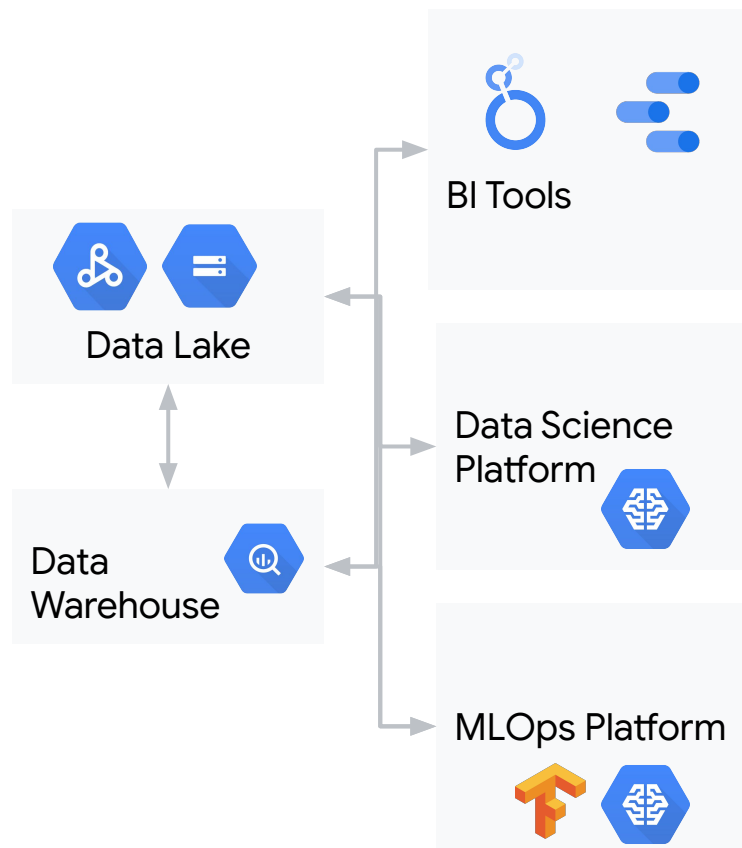 BI Tools
Data Lake
Data Science
Platform
Data
Warehouse
MLOps Platform